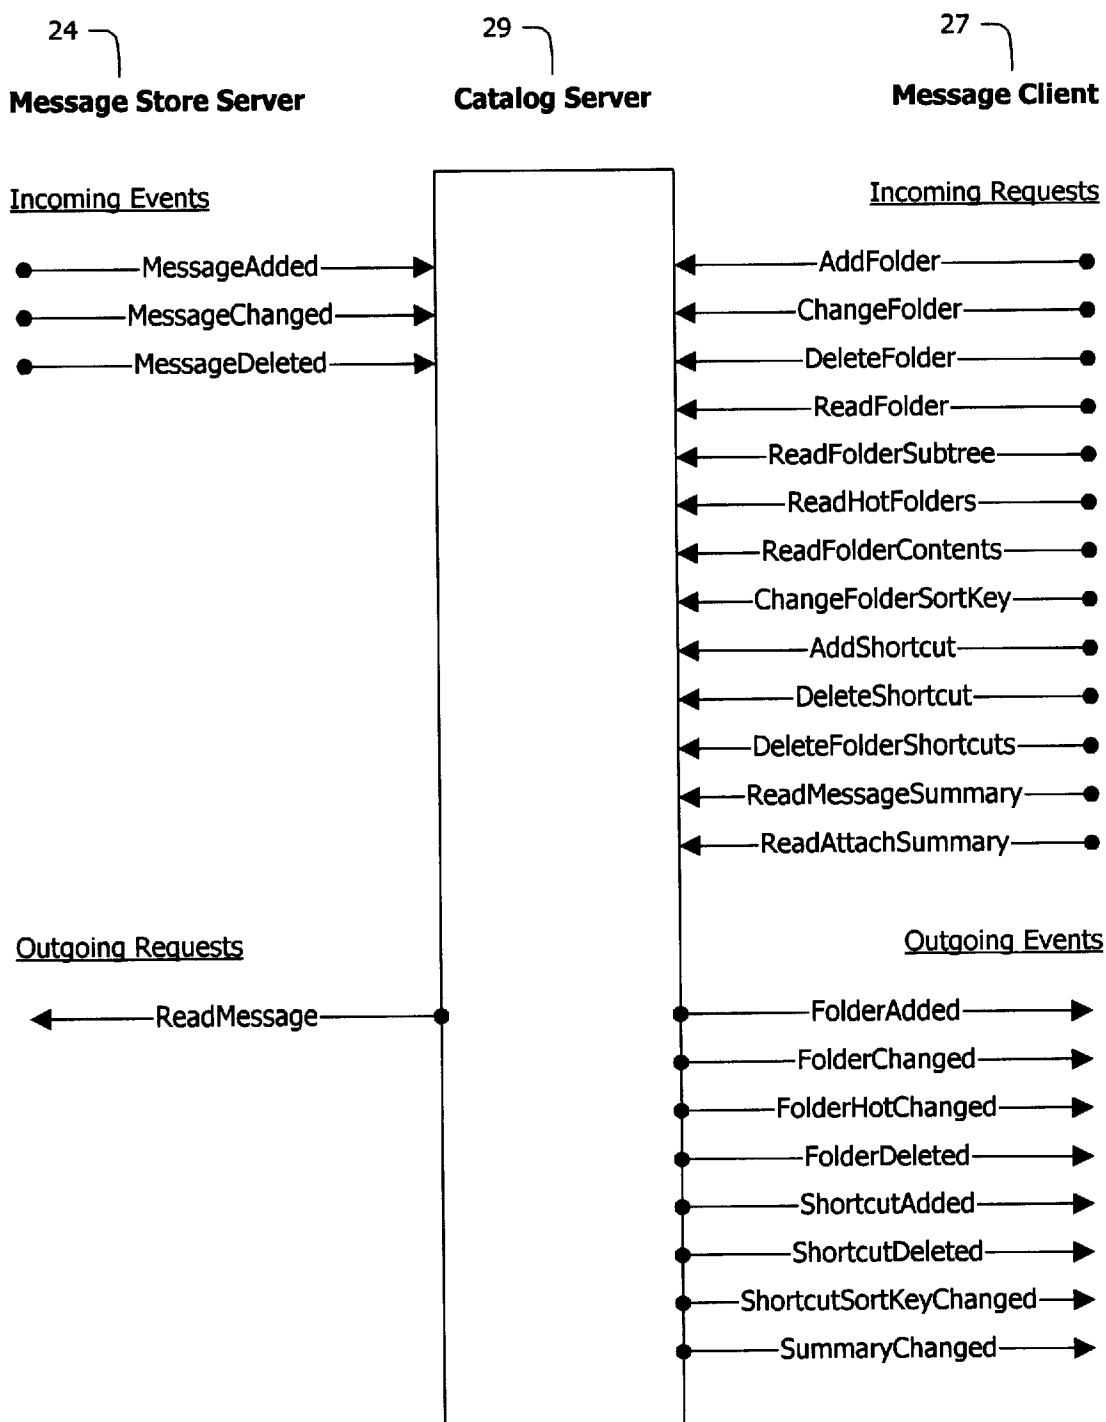 24
29
27
Message Store Server
Catalog Server
Message Client
Incoming Events
MessageAdded
MessageChanged
MessageDeleted
Incoming Requests
AddFolder
ChangeFolder
DeleteFolder
ReadFolder
ReadFolderSubtree
ReadHotFolders
ReadFolderContents
ChangeFolderSortKey
AddShortcut
DeleteShortcut
DeleteFolderShortcuts
ReadMessageSummary
ReadAttachSummary
Outgoing Requests
ReadMessage
Outgoing Events
FolderAdded
FolderChanged
FolderHotChanged
FolderDeleted
ShortcutAdded
ShortcutDeleted
ShortcutSortKeyChanged
SummaryChanged